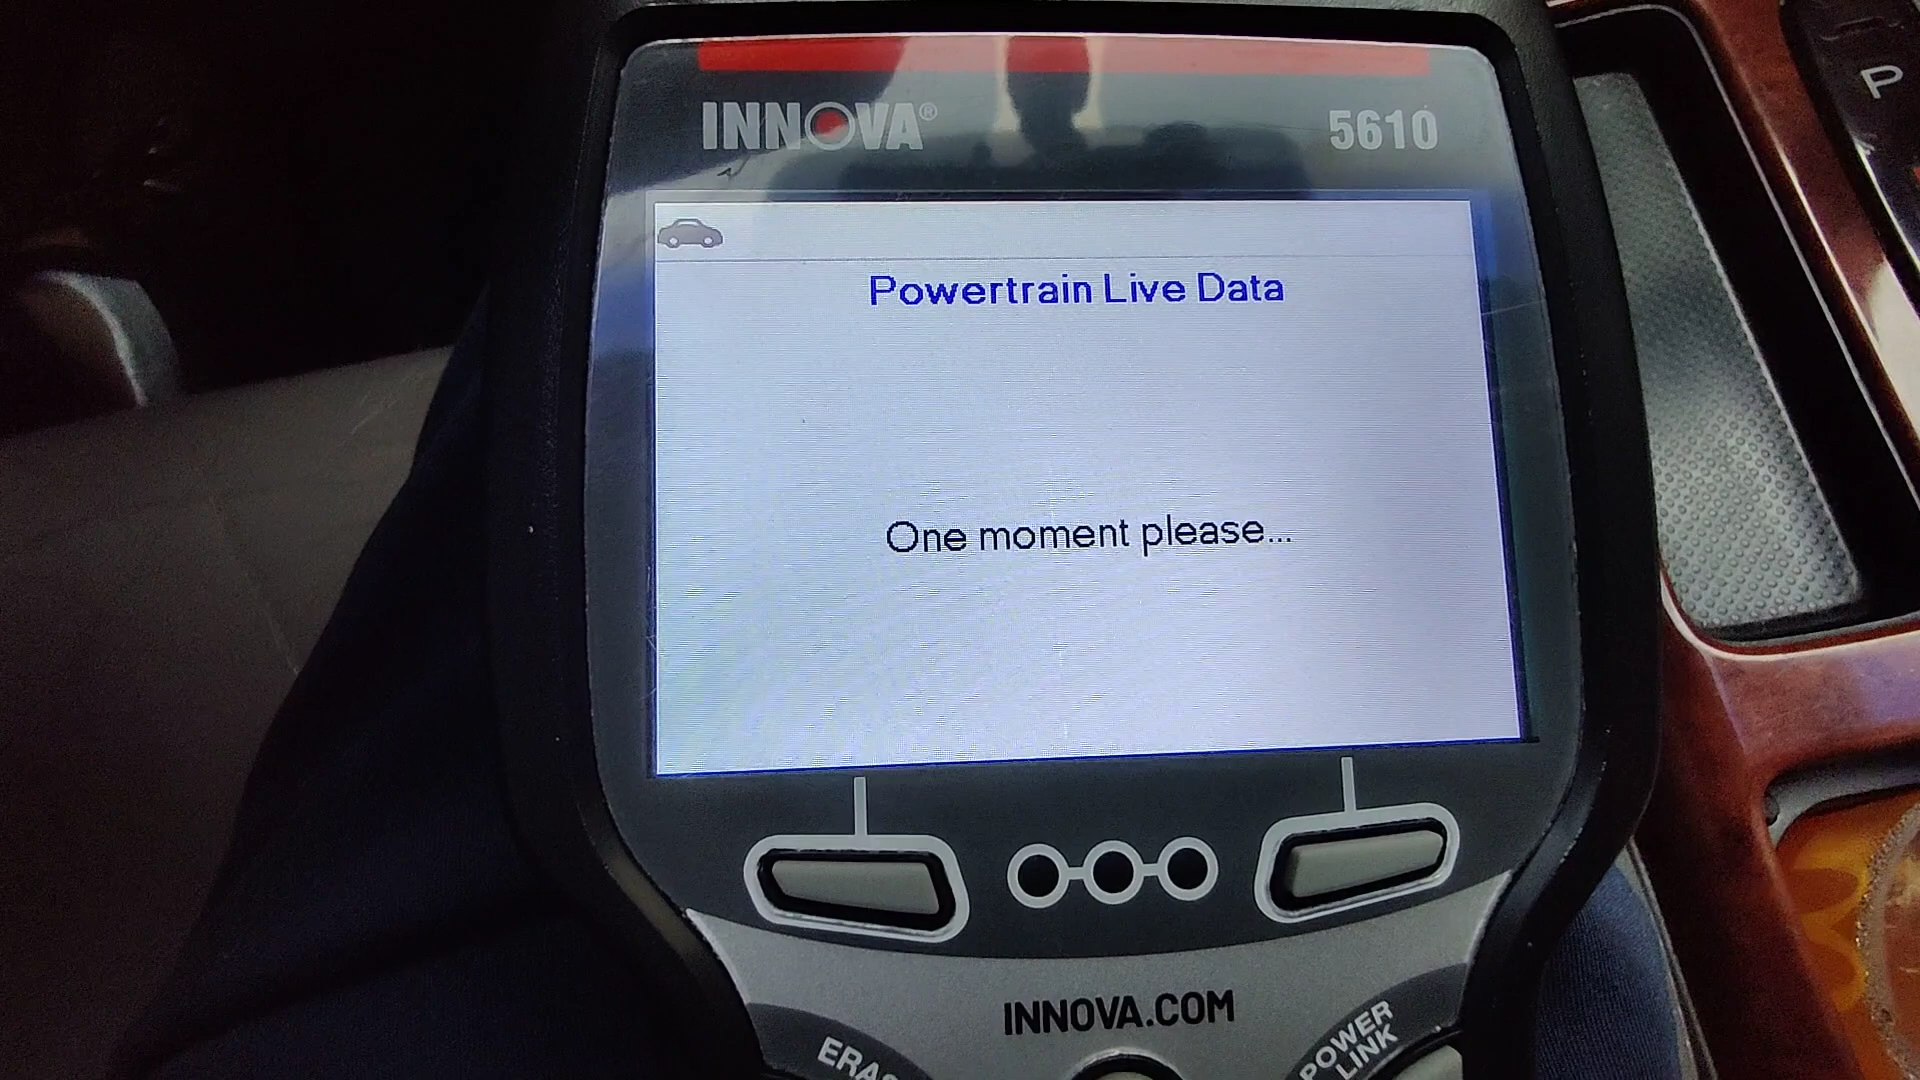 INNOVA®
5610
Powertrain Live Data
One moment please...
INNOVA.COM
POWER
LINK
P